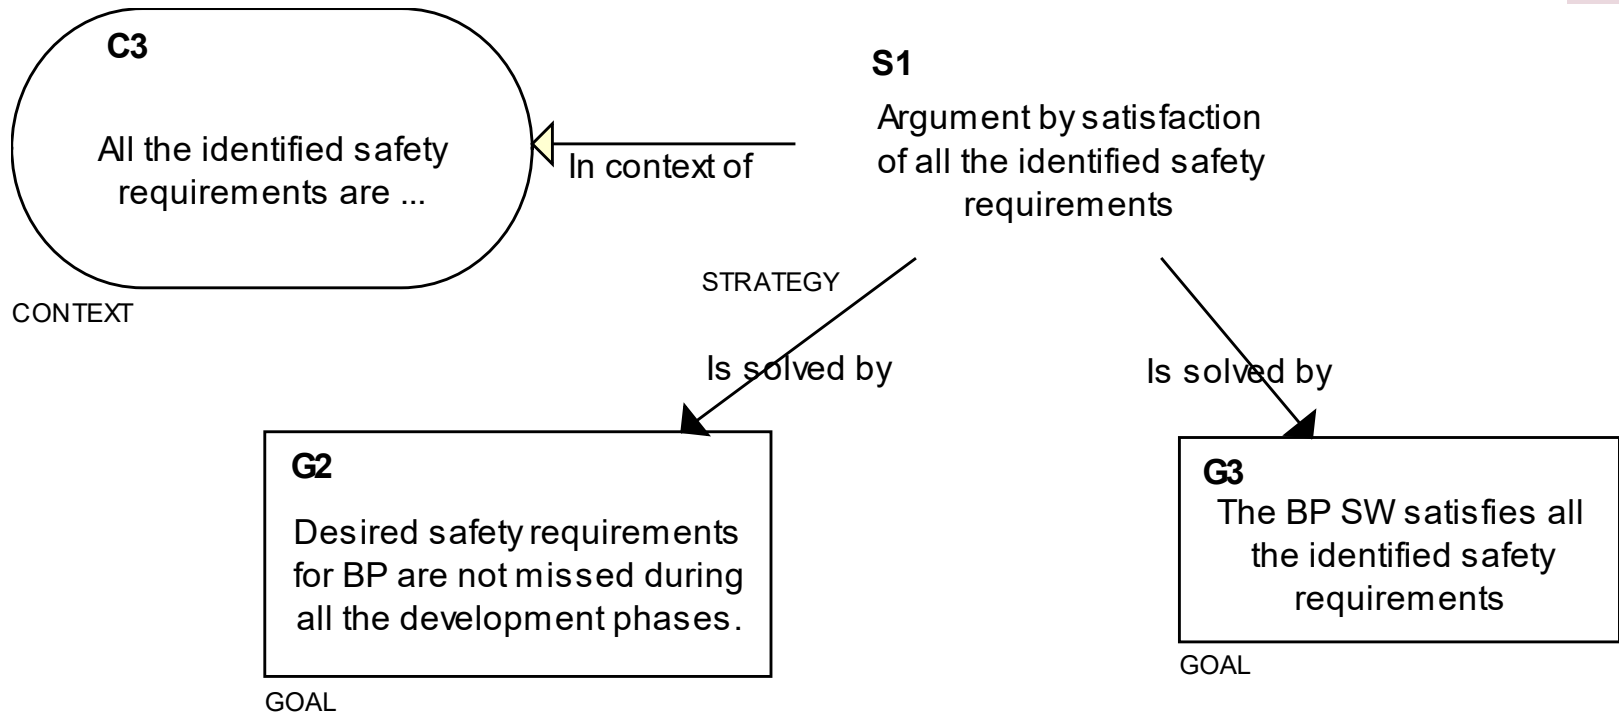 C3
All the identified safety
requirements are ...
CONTEXT
In context of
S1
Argument by satisfaction
of all the identified safety
requirements
STRATEGY
Is solved by
Is solved by
G2
Desired safety requirements
for BP are not missed during
all the development phases.
GOAL
G3
The BP SW satisfies all
the identified safety
requirements
GOAL